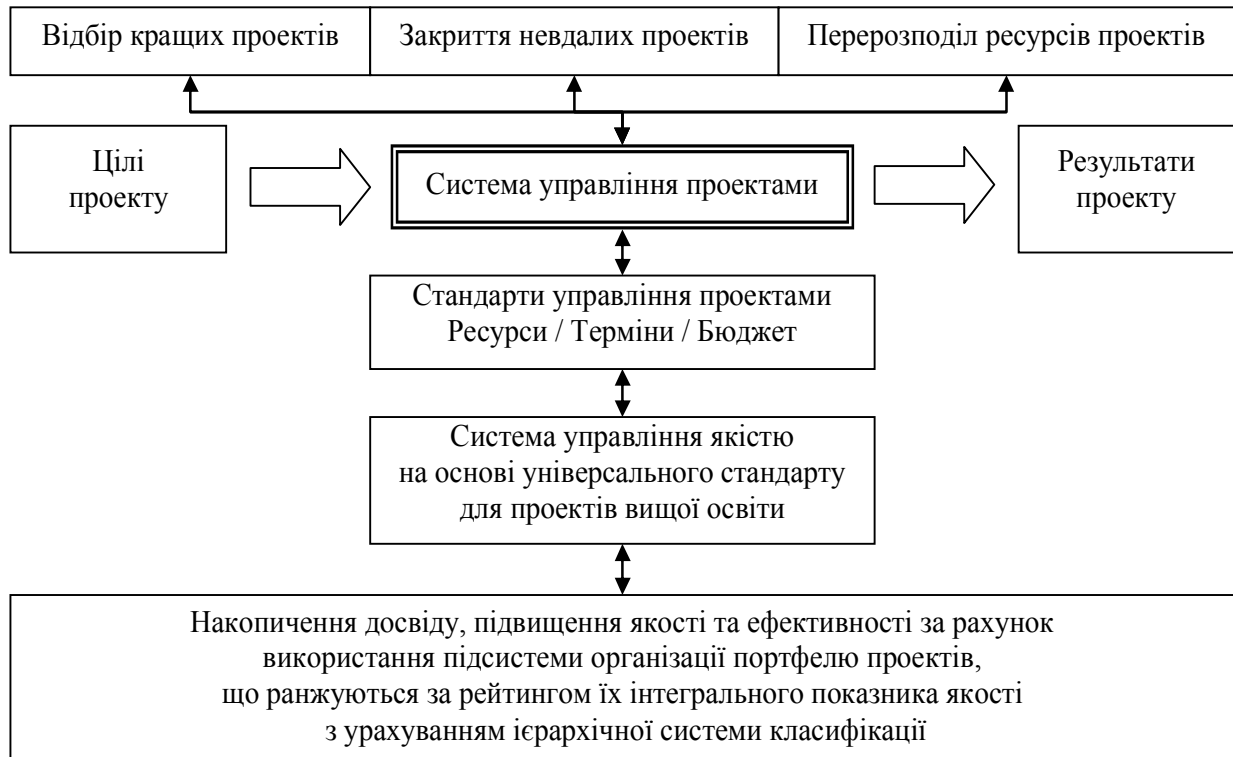 Відбір кращих проектів
Закриття невдалих проектів
Перерозподіл ресурсів проектів
Цілі
проекту
Система управління проектами
Результати
проекту
Стандарти управління проектами
Ресурси / Терміни / Бюджет
Система управління якістю
на основі універсального стандарту
для проектів вищої освіти
Накопичення досвіду, підвищення якості та ефективності за рахунок
використання підсистеми організації портфелю проектів,
що ранжуються за рейтингом їх інтегрального показника якості
з урахуванням ієрархічної системи класифікації